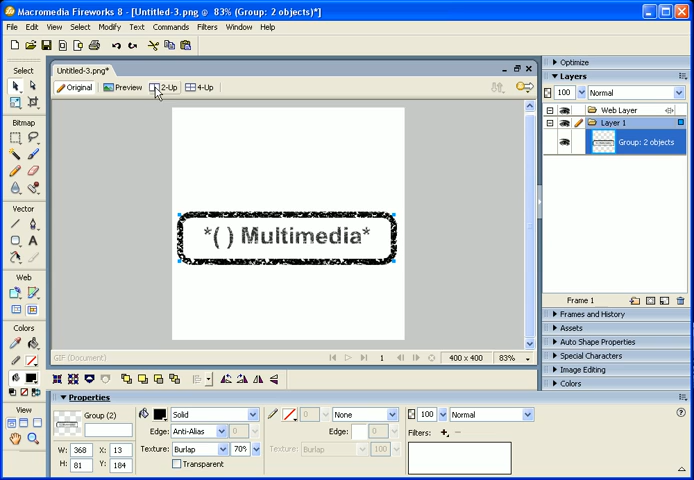 Macromedia Fireworks 8 - [Untitled-3.png @ 83% (Group: 2 objects)*]
File Edit View Select Modify Text Commands Filters Window Help
Untitled-3.png*
Original Preview 2-Up 4-Up
Select
Bitmap
Vector
Web
Colors
View
*( ) Multimedia*
GIF (Document)
1
400 x 400
83%
Optimize
Layers
100 Normal
Web Layer
Layer 1
Group: 2 objects
Frame 1
Frames and History
Assets
Auto Shape Properties
Special Characters
Image Editing
Colors
Properties
Group (2)
W: 368 X: 13
H: 81 Y: 184
Solid
Edge: Anti-Alias 0
Texture: Burlap 70%
Transparent
0 None
Edge: 0
Texture: Burlap 100
100 Normal
Filters: